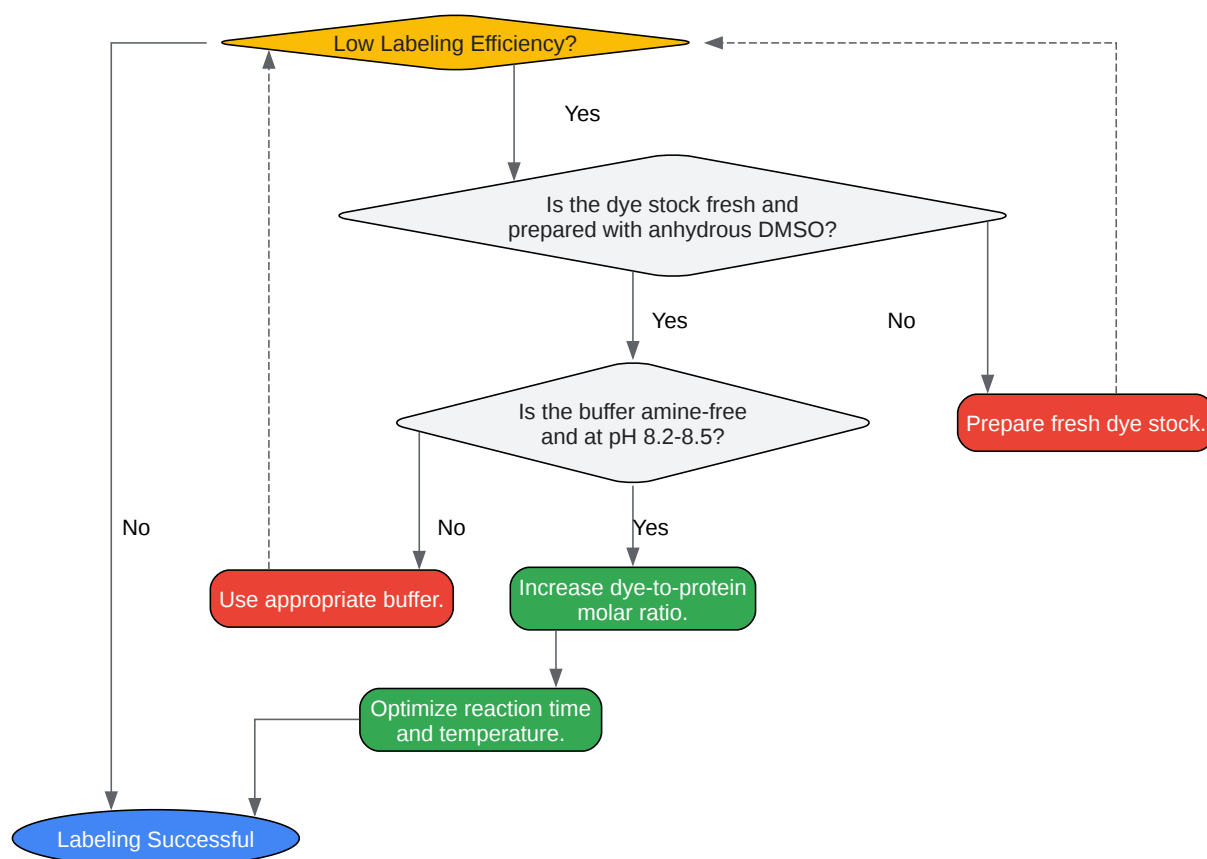 Low Labeling Efficiency?
Yes
Is the dye stock fresh and
prepared with anhydrous DMSO?
Yes
No
Is the buffer amine-free
and at pH 8.2-8.5?
Prepare fresh dye stock.
No
No
Yes
Use appropriate buffer.
Increase dye-to-protein
molar ratio.
Optimize reaction time
and temperature.
Labeling Successful